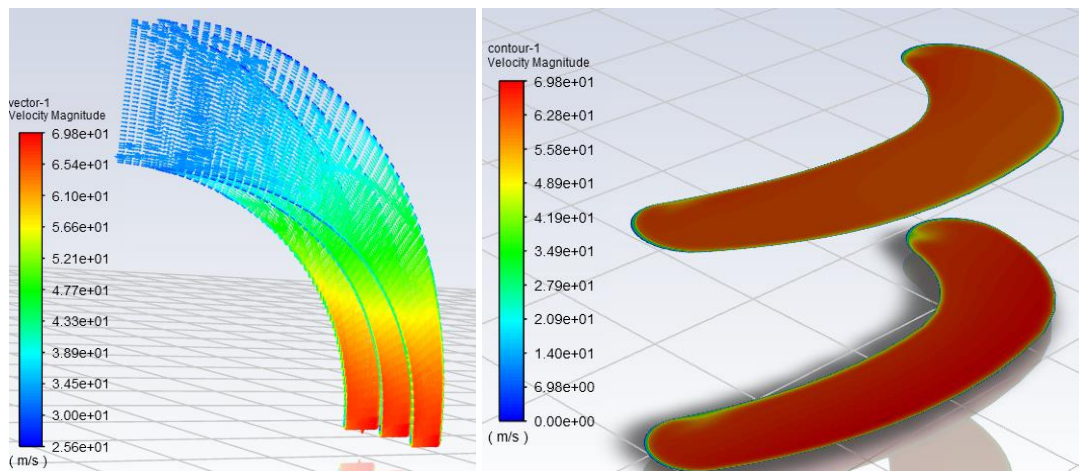 vector-1
Velocity Magnitude
6.98e+01
6.54e+01
6.10e+01
5.66e+01
5.21e+01
4.77e+01
4.33e+01
3.89e+01
3.45e+01
3.00e+01
2.56e+01
( m/s )
contour-1
Velocity Magnitude
6.98e+01
6.28e+01
5.58e+01
4.89e+01
4.19e+01
3.49e+01
2.79e+01
2.09e+01
1.40e+01
6.98e+00
0.00e+00
( m/s )